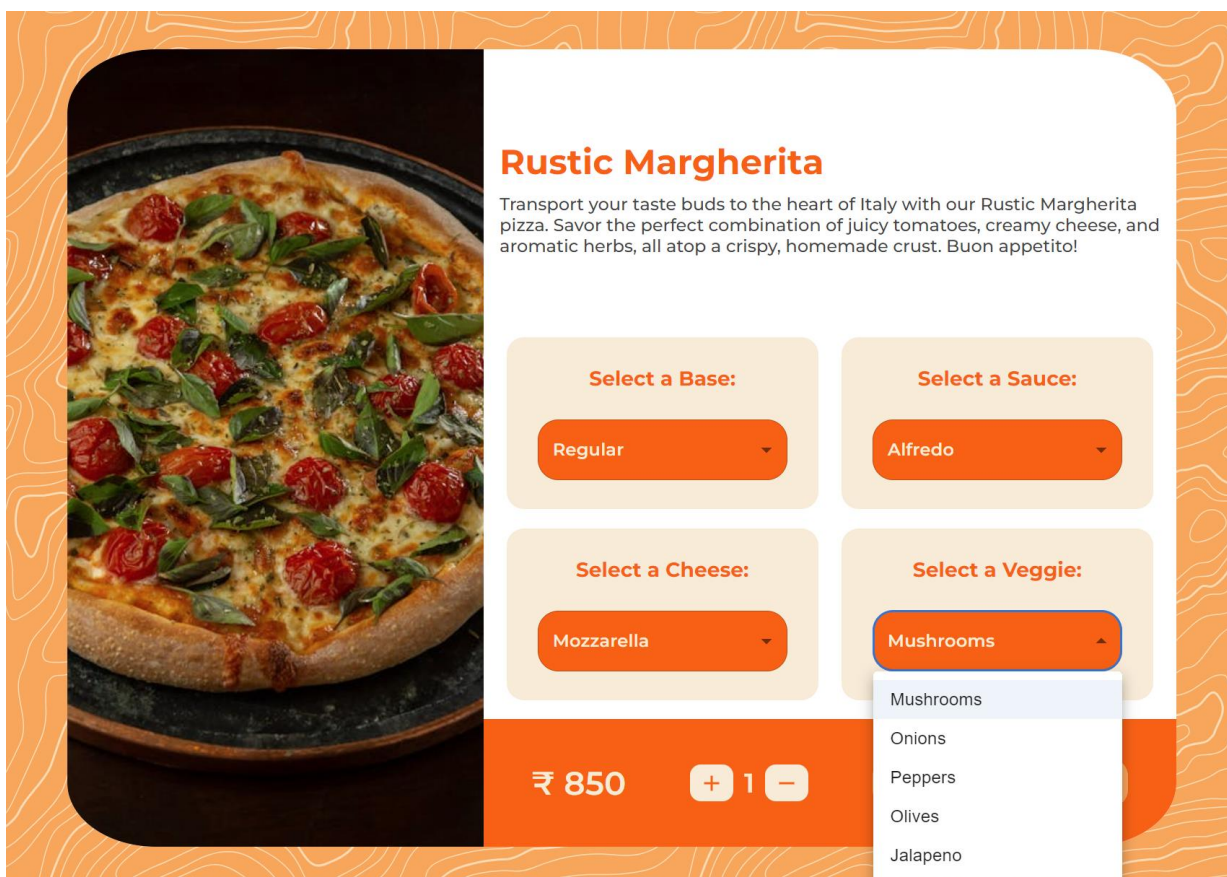 Rustic Margherita
Transport your taste buds to the heart of Italy with our Rustic Margherita
pizza. Savor the perfect combination of juicy tomatoes, creamy cheese, and
aromatic herbs, all atop a crispy, homemade crust. Buon appetito!
Select a Base:
Regular
Select a Sauce:
Alfredo
Select a Cheese:
Mozzarella
Select a Veggie:
Mushrooms
Mushrooms
Onions
Peppers
Olives
Jalapeno
₹ 850
+ 1 −